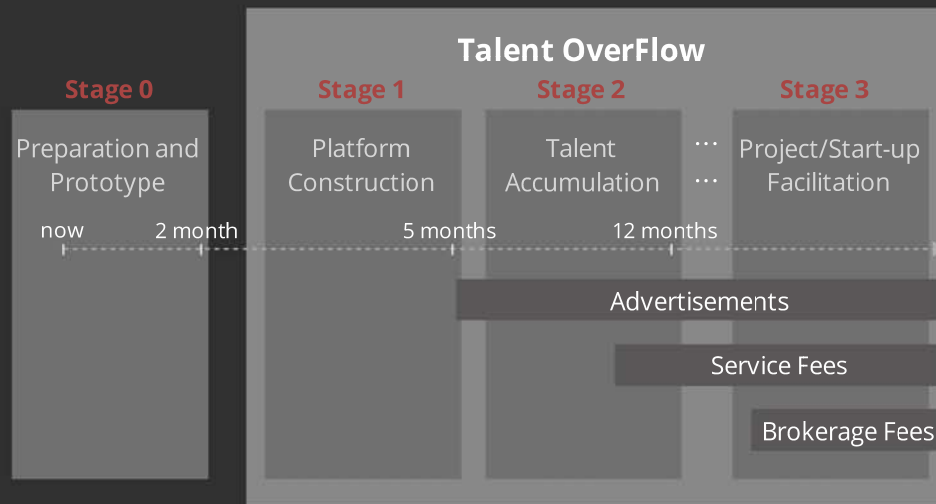 Talent OverFlow
Stage 0
Stage 1
Stage 2
Stage 3
Preparation and
Prototype
Platform
Construction
Talent
Accumulation
...
...
Project/Start-up
Facilitation
now
2 month
5 months
12 months
Advertisements
Service Fees
Brokerage Fees